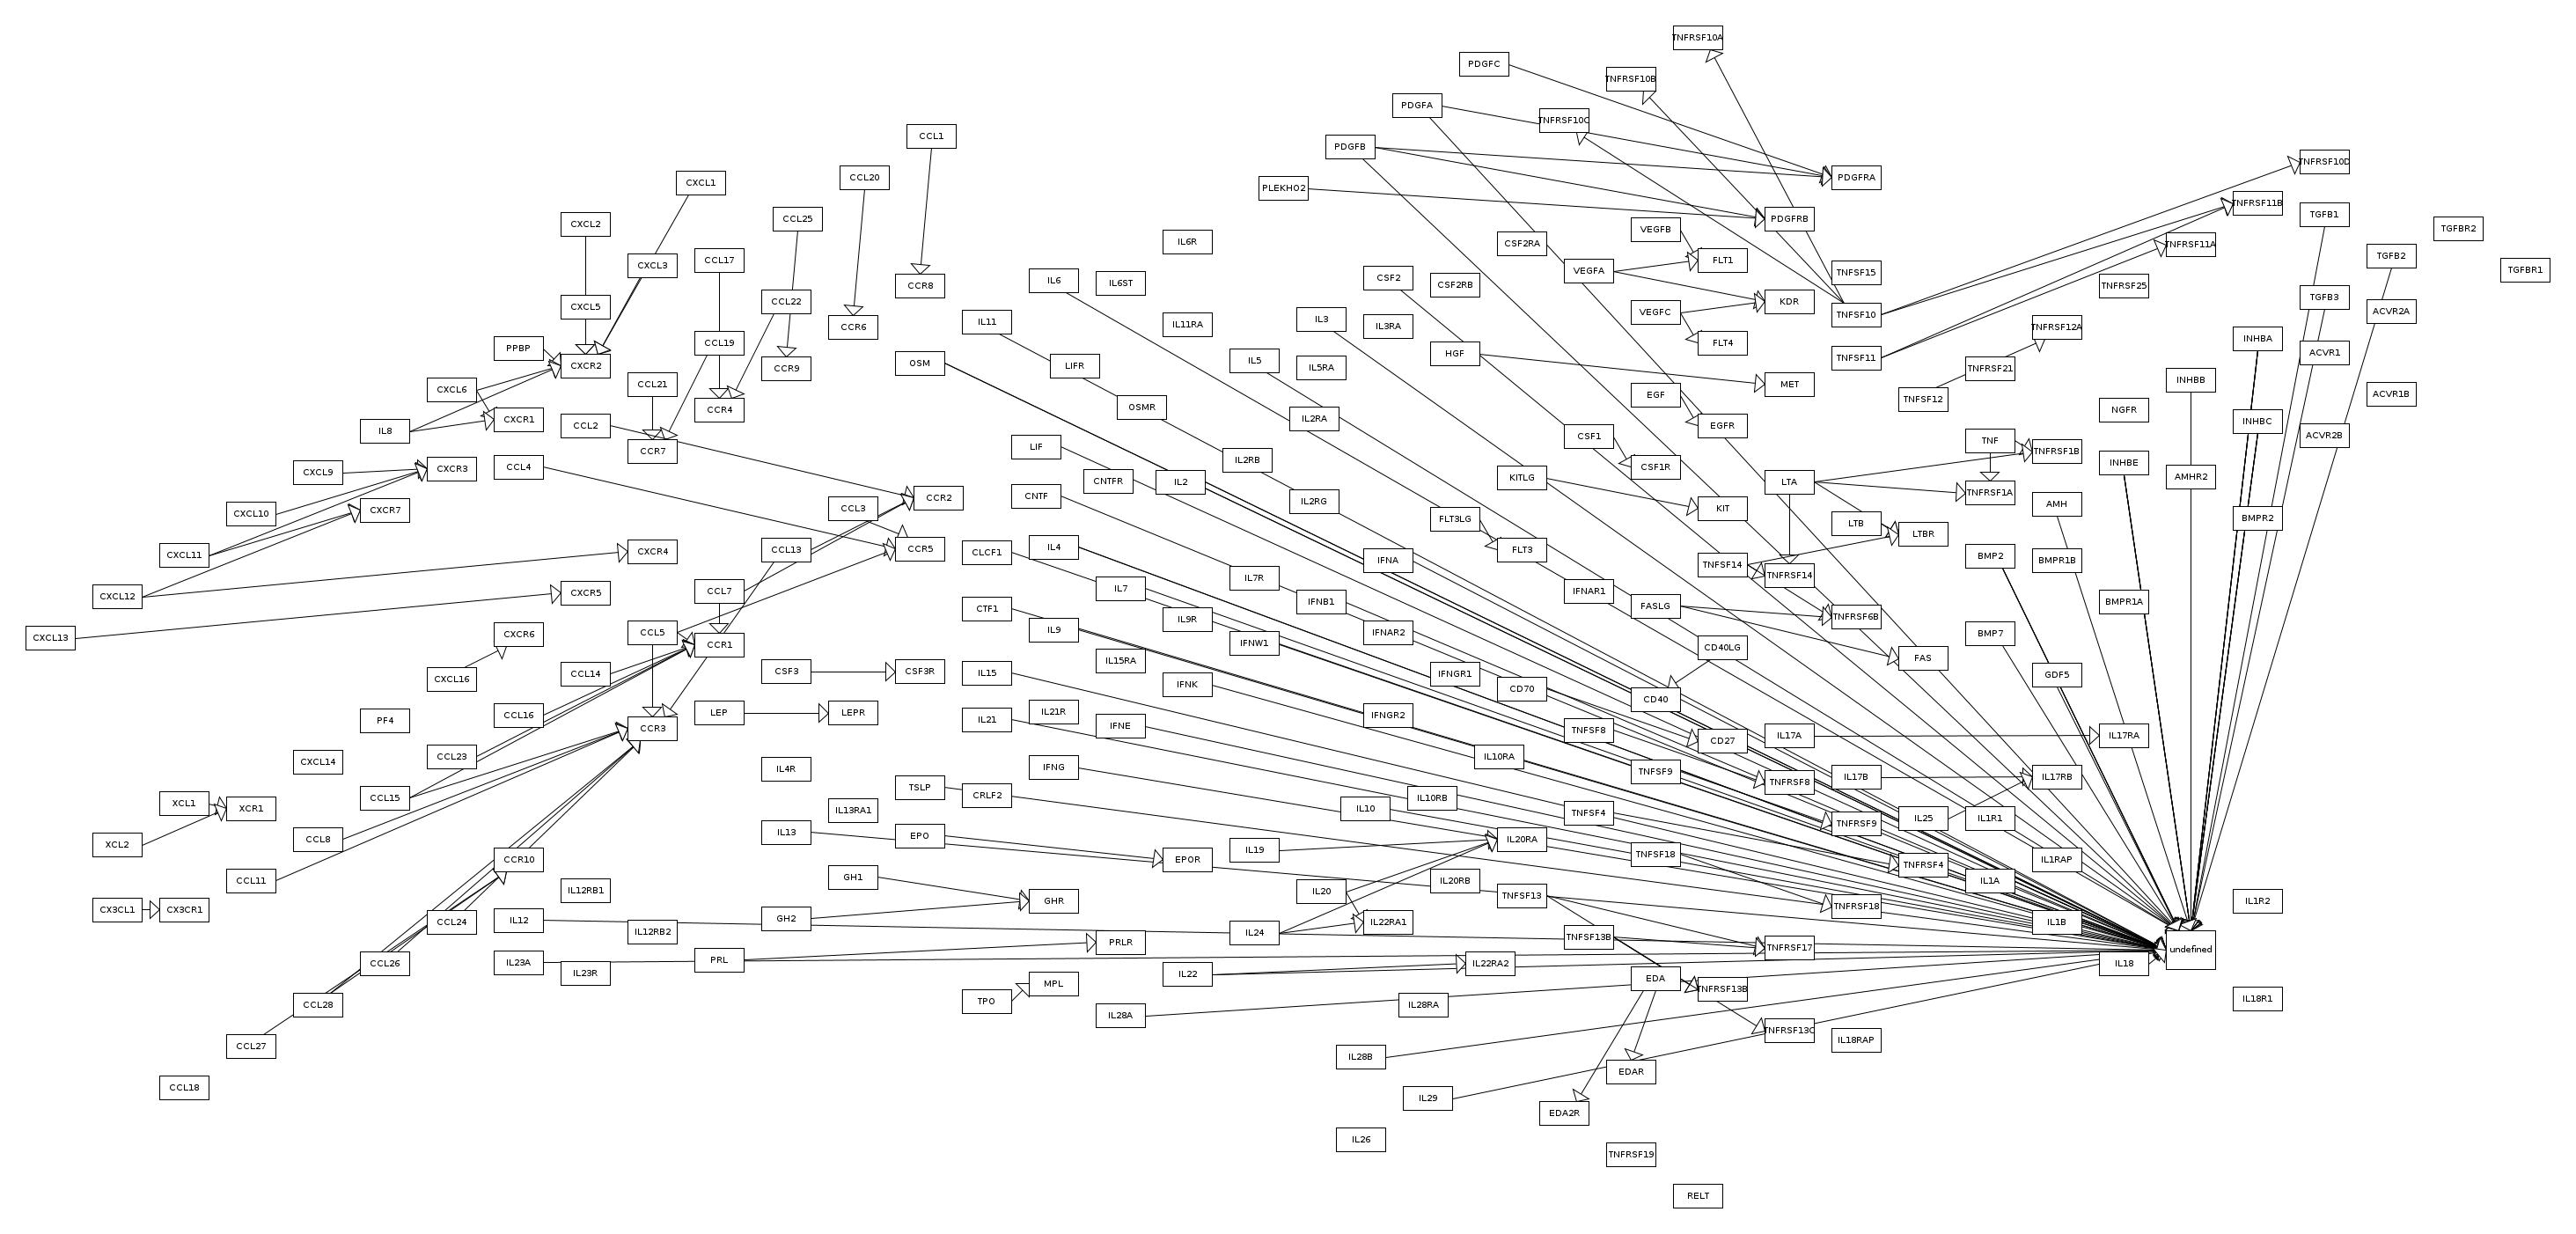 TNFRSF10A
PDGFC
TNFRSF10B
PDGFA
TNFRSF10C
CCL1
PDGFB
TNFRSF10D
CCL20
PDGFRA
CXCL1
PLEKHO2
TNFRSF11B
TGFB1
CXCL2
CCL25
PDGFRB
VEGFB
TGFBR2
IL6R
CSF2RA
TNFRSF11A
TGFB2
CCL17
FLT1
CXCL3
VEGFA
TNFSF15
TGFBR1
CSF2
IL6
IL6ST
CSF2RB
CCR8
TNFRSF25
TGFB3
CCL22
KDR
CXCL5
VEGFC
ACVR2A
TNFSF10
IL3
IL11
IL11RA
IL3RA
CCR6
TNFRSF12A
INHBA
CCL19
FLT4
PPBP
ACVR1
HGF
TNFSF11
IL5
OSM
CXCR2
LIFR
IL5RA
CCR9
TNFRSF21
INHBB
CCL21
MET
CXCL6
EGF
ACVR1B
TNFSF12
OSMR
CCR4
NGFR
IL2RA
CXCR1
INHBC
CCL2
EGFR
IL8
CSF1
ACVR2B
TNF
LIF
CCR7
TNFRSF1B
IL2RB
INHBE
CCL4
CSF1R
CXCR3
CXCL9
AMHR2
KITLG
CNTFR
IL2
LTA
TNFRSF1A
CNTF
CCR2
IL2RG
AMH
CCL3
KIT
CXCR7
CXCL10
FLT3LG
BMPR2
LTB
LTBR
IL4
CCR5
CCL13
FLT3
CXCR4
CLCF1
CXCL11
BMP2
IFNA
BMPR1B
TNFSF14
TNFRSF14
IL7R
IL7
CCL7
IFNAR1
CXCR5
CXCL12
IFNB1
BMPR1A
FASLG
CTF1
TNFRSF6B
IL9R
IL9
CCL5
IFNAR2
BMP7
CXCR6
CXCL13
IFNW1
CCR1
CD40LG
FAS
IL15RA
CSF3
CSF3R
IL15
CCL14
IFNGR1
GDF5
CXCL16
IFNK
CD70
CD40
IL21R
LEP
LEPR
CCL16
IFNGR2
PF4
IL21
IFNE
CCR3
TNFSF8
IL17A
IL17RA
CD27
CCL23
IL10RA
CXCL14
IFNG
IL4R
TNFSF9
IL17B
IL17RB
TNFRSF8
TSLP
CRLF2
CCL15
IL10RB
XCL1
XCR1
IL10
IL13RA1
TNFSF4
IL25
IL1R1
TNFRSF9
IL13
EPO
CCL8
IL20RA
XCL2
IL19
TNFSF18
CCR10
EPOR
IL1RAP
TNFRSF4
GH1
CCL11
IL20RB
IL1A
IL12RB1
IL20
TNFSF13
GHR
IL1R2
TNFRSF18
CX3CL1
CX3CR1
GH2
IL12
CCL24
IL22RA1
IL1B
IL12RB2
IL24
TNFSF13B
PRLR
TNFRSF17
undefined
PRL
IL23A
CCL26
IL22RA2
IL18
IL23R
IL22
EDA
MPL
TNFRSF13B
TPO
IL18R1
CCL28
IL28RA
IL28A
TNFRSF13C
IL18RAP
CCL27
IL28B
EDAR
CCL18
IL29
EDA2R
IL26
TNFRSF19
RELT